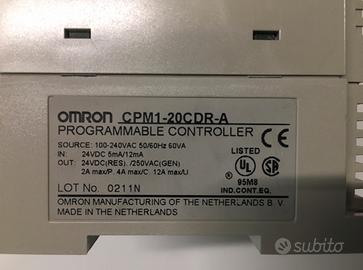 OMRON CPM1-20CDR-A
PROGRAMMABLE CONTROLLER
SOURCE: 100-240VAC 50/60Hz 60VA
IN: 24VDC 5mA/12mA
OUT: 24VDC(RES) /250VAC(GEN)
2A max/P. 4A max/C. 12A max/U
LOT No. 0211N
OMRON MANUFACTURING OF THE NETHERLANDS B.V.
MADE IN THE NETHERLANDS
CE
LISTED
UL
95M8
IND.CONT.EQ.
subito